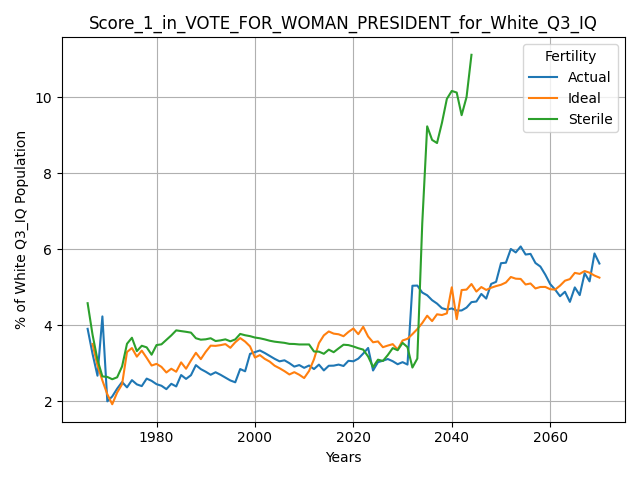 Score_1_in_VOTE_FOR_WOMAN_PRESIDENT_for_White_Q3_IQ
% of White Q3_IQ Population
10
8
6
4
2
Fertility
Actual
Ideal
Sterile
1980
2000
2020
2040
2060
Years